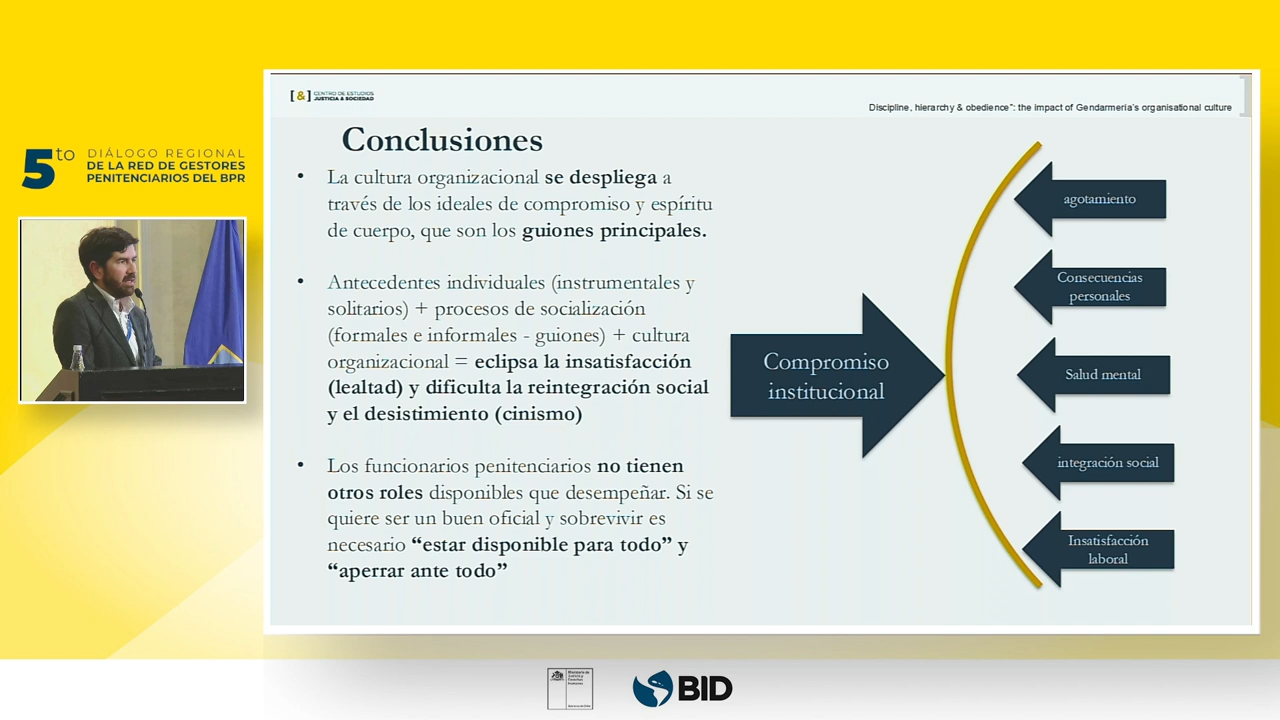 5to
DIÁLOGO REGIONAL
DE LA RED DE GESTORES
PENITENCIARIOS DEL BPR
[&] CENTRO DE ESTUDIOS
JUSTICIA & SOCIEDAD
Discipline, hierarchy & obedience": the impact of Gendarmería's organisational culture
Conclusiones
• La cultura organizacional se despliega a
través de los ideales de compromiso y espíritu
de cuerpo, que son los guiones principales.
• Antecedentes individuales (instrumentales y
solitarios) + procesos de socialización
(formales e informales - guiones) + cultura
organizacional = eclipsa la insatisfacción
(lealtad) y dificulta la reintegración social
y el desistimiento (cinismo)
• Los funcionarios penitenciarios no tienen
otros roles disponibles que desempeñar. Si se
quiere ser un buen oficial y sobrevivir es
necesario “estar disponible para todo” y
“aperrar ante todo”
Compromiso
institucional
agotamiento
Consecuencias
personales
Salud mental
integración social
Insatisfacción
laboral
BID